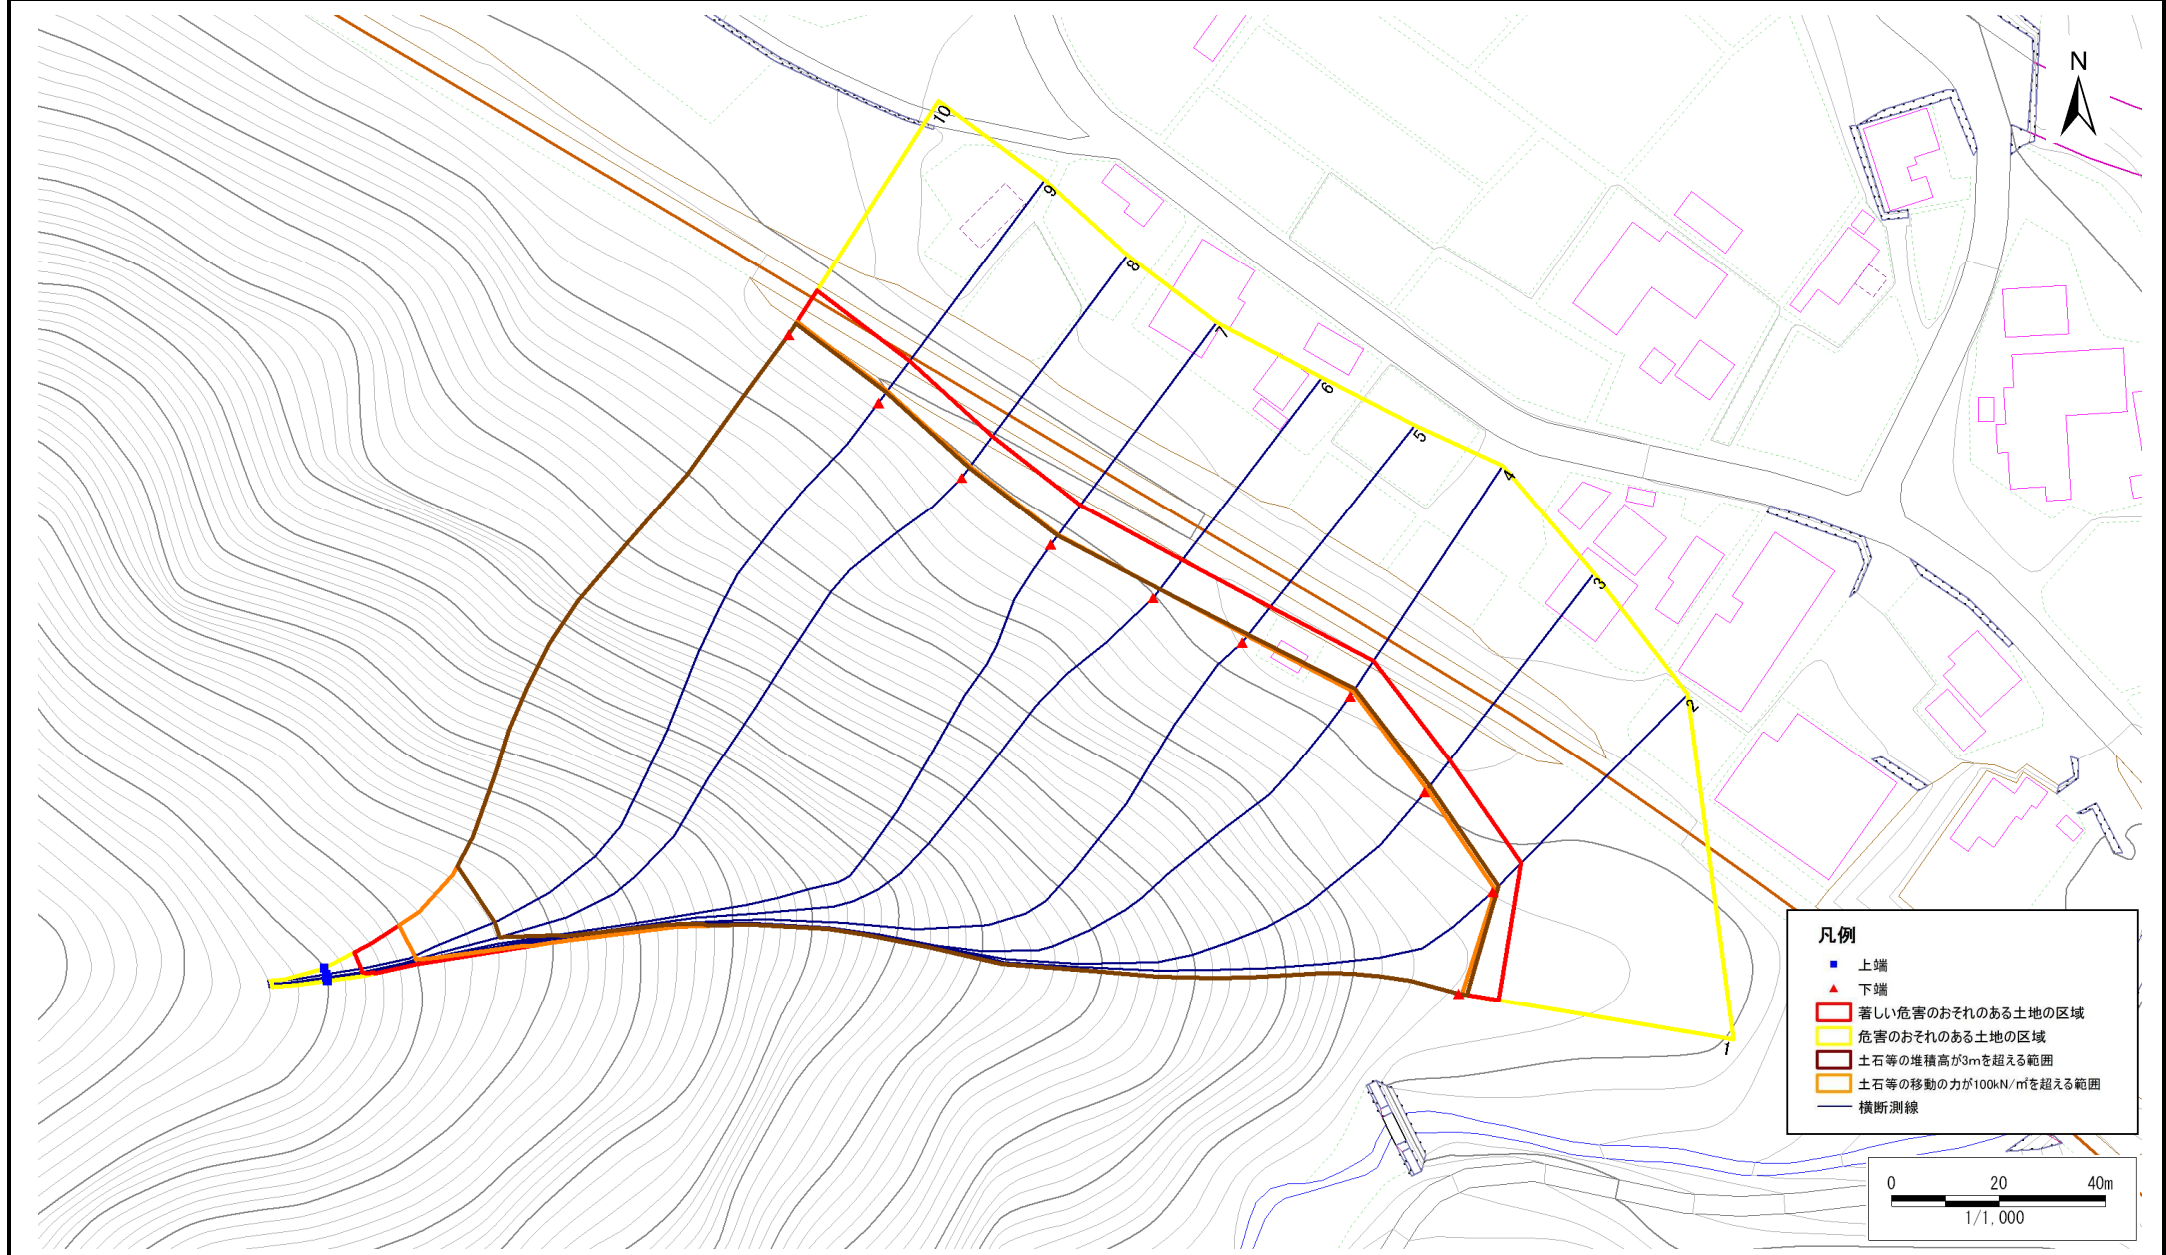 N
10
9
8
7
6
5
4
3
2
1
凡例
上端
下端
著しい危害のおそれのある土地の区域
危害のおそれのある土地の区域
土石等の堆積高が3mを超える範囲
土石等の移動の力が100kN/㎡を超える範囲
横断測線
0 20 40m
1/1,000